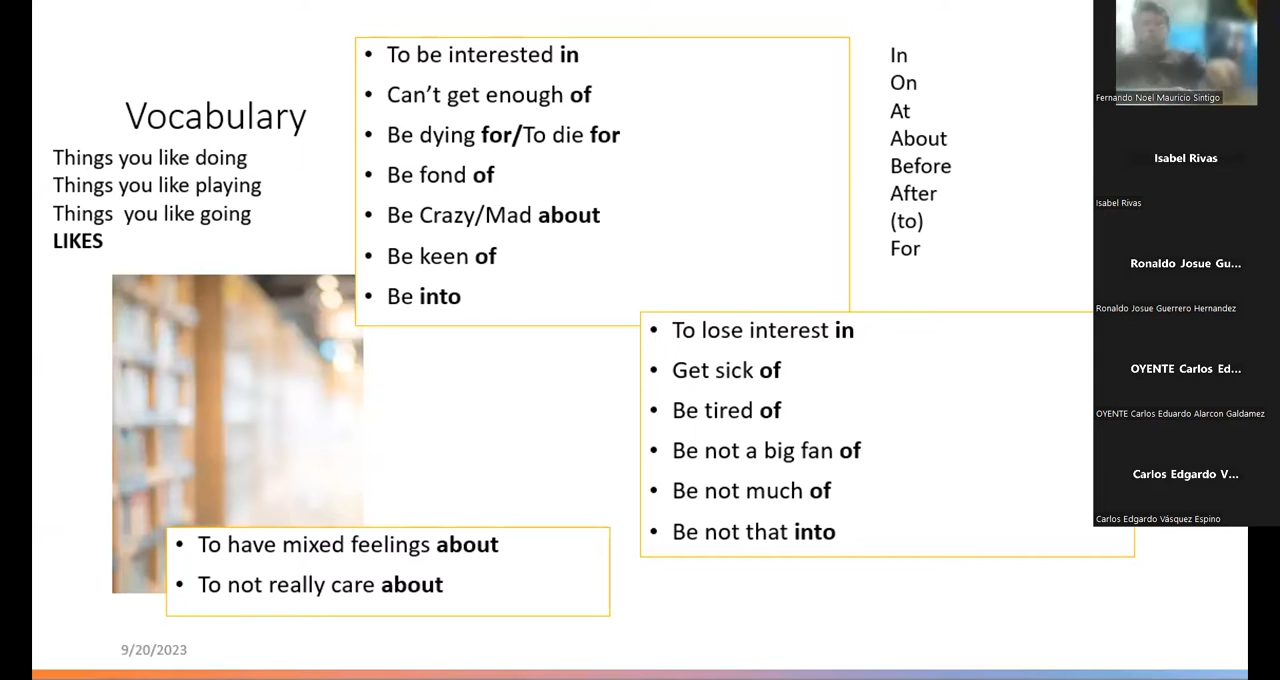 Vocabulary
Things you like doing
Things you like playing
Things  you like going
LIKES
• To be interested in
• Can’t get enough of
• Be dying for/To die for
• Be fond of
• Be Crazy/Mad about
• Be keen of
• Be into
In
On
At
About
Before
After
(to)
For
• To lose interest in
• Get sick of
• Be tired of
• Be not a big fan of
• Be not much of
• Be not that into
• To have mixed feelings about
• To not really care about
9/20/2023
Fernando Noel Mauricio Sintigo
Isabel Rivas
Isabel Rivas
Ronaldo Josue Gu...
Ronaldo Josue Guerrero Hernandez
OYENTE Carlos Ed...
OYENTE Carlos Eduardo Alarcon Galdamez
Carlos Edgardo V...
Carlos Edgardo Vásquez Espino